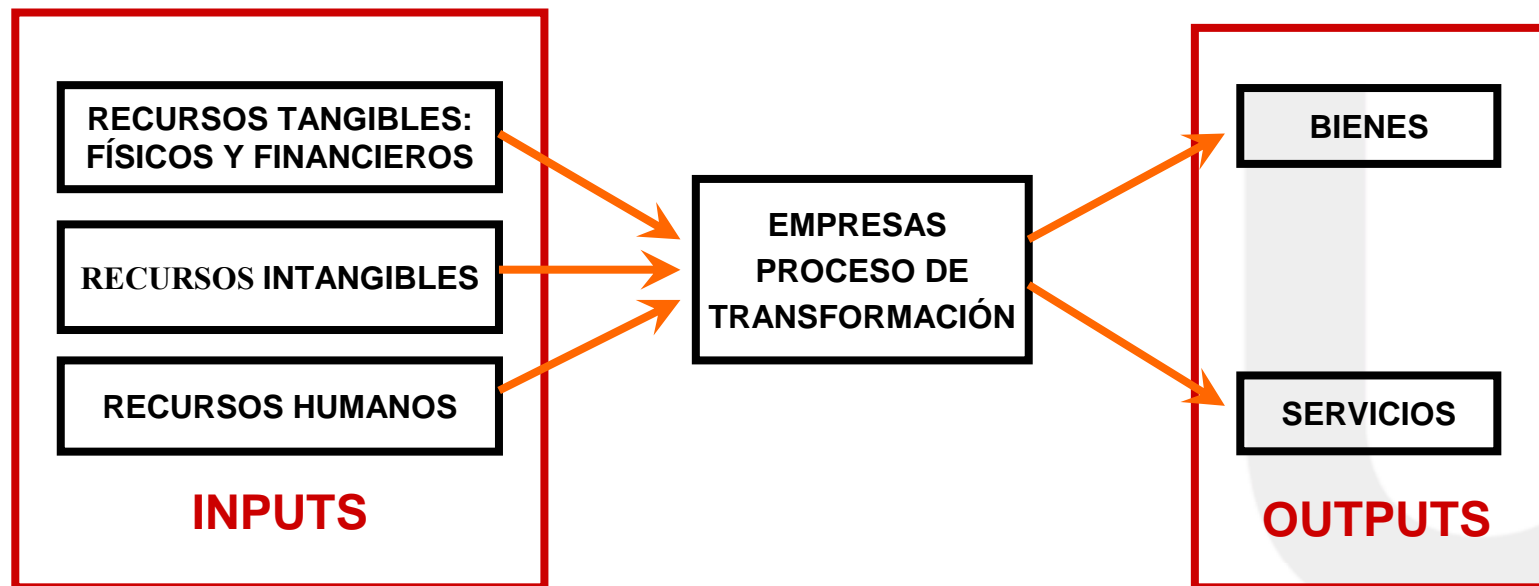 RECURSOS TANGIBLES:
FÍSICOS Y FINANCIEROS
RECURSOS INTANGIBLES
RECURSOS HUMANOS
INPUTS
EMPRESAS
PROCESO DE
TRANSFORMACIÓN
BIENES
SERVICIOS
OUTPUTS